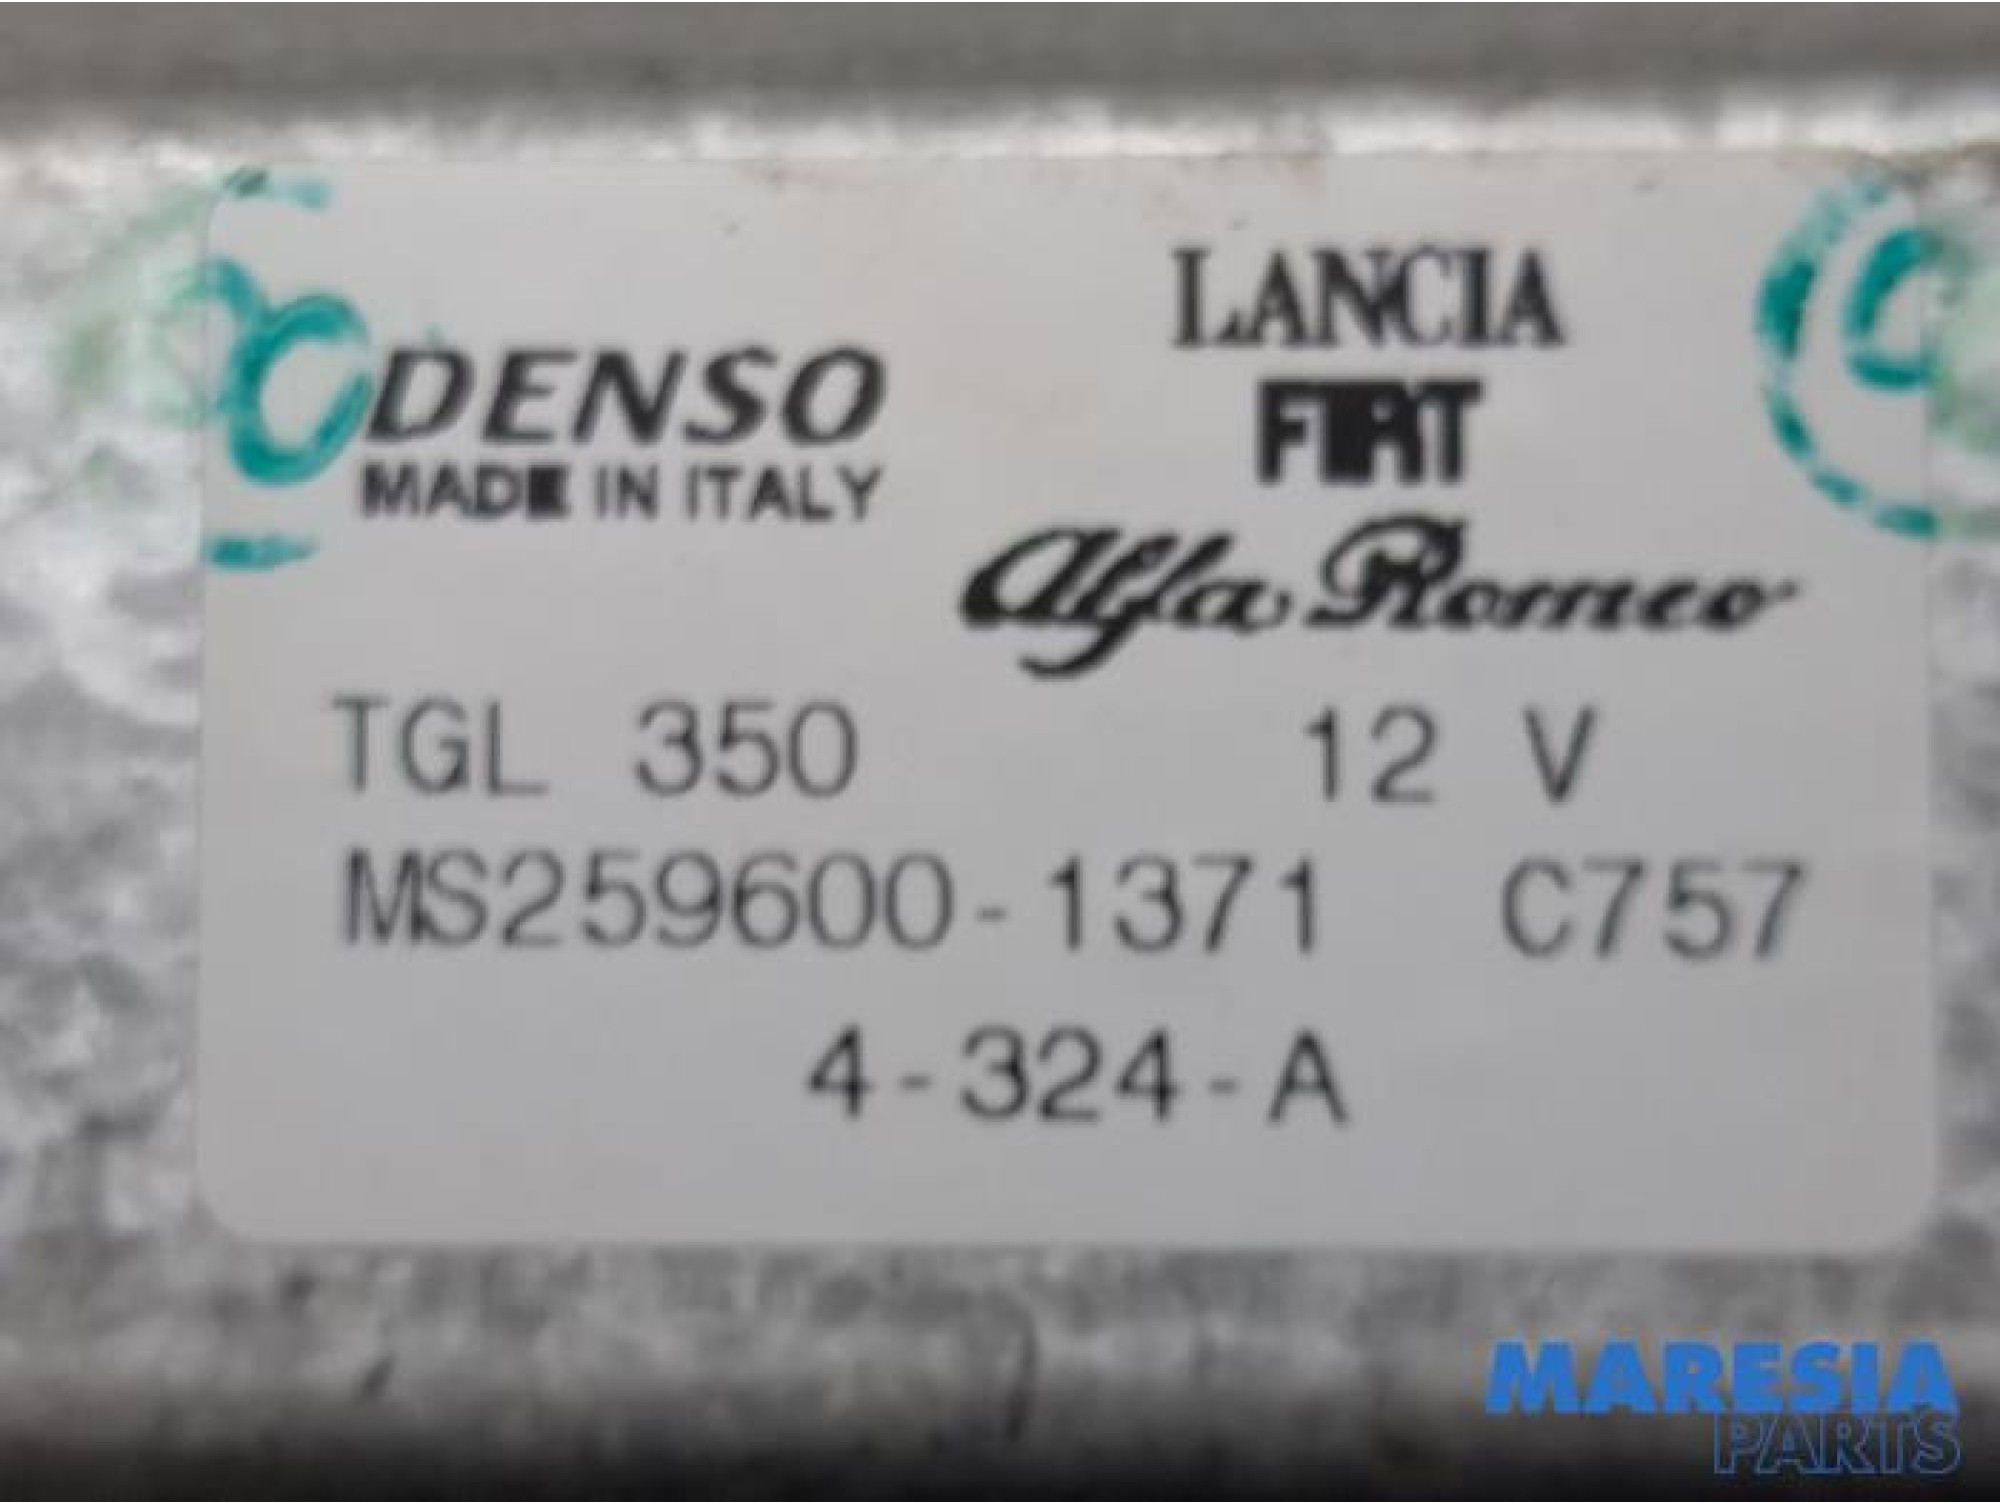 DENSO
MADE IN ITALY
LANCIA
FIAT
Alfa Romeo
TGL 350 12 V
MS259600-1371 C757
4-324-A
MARESIA
PARTS